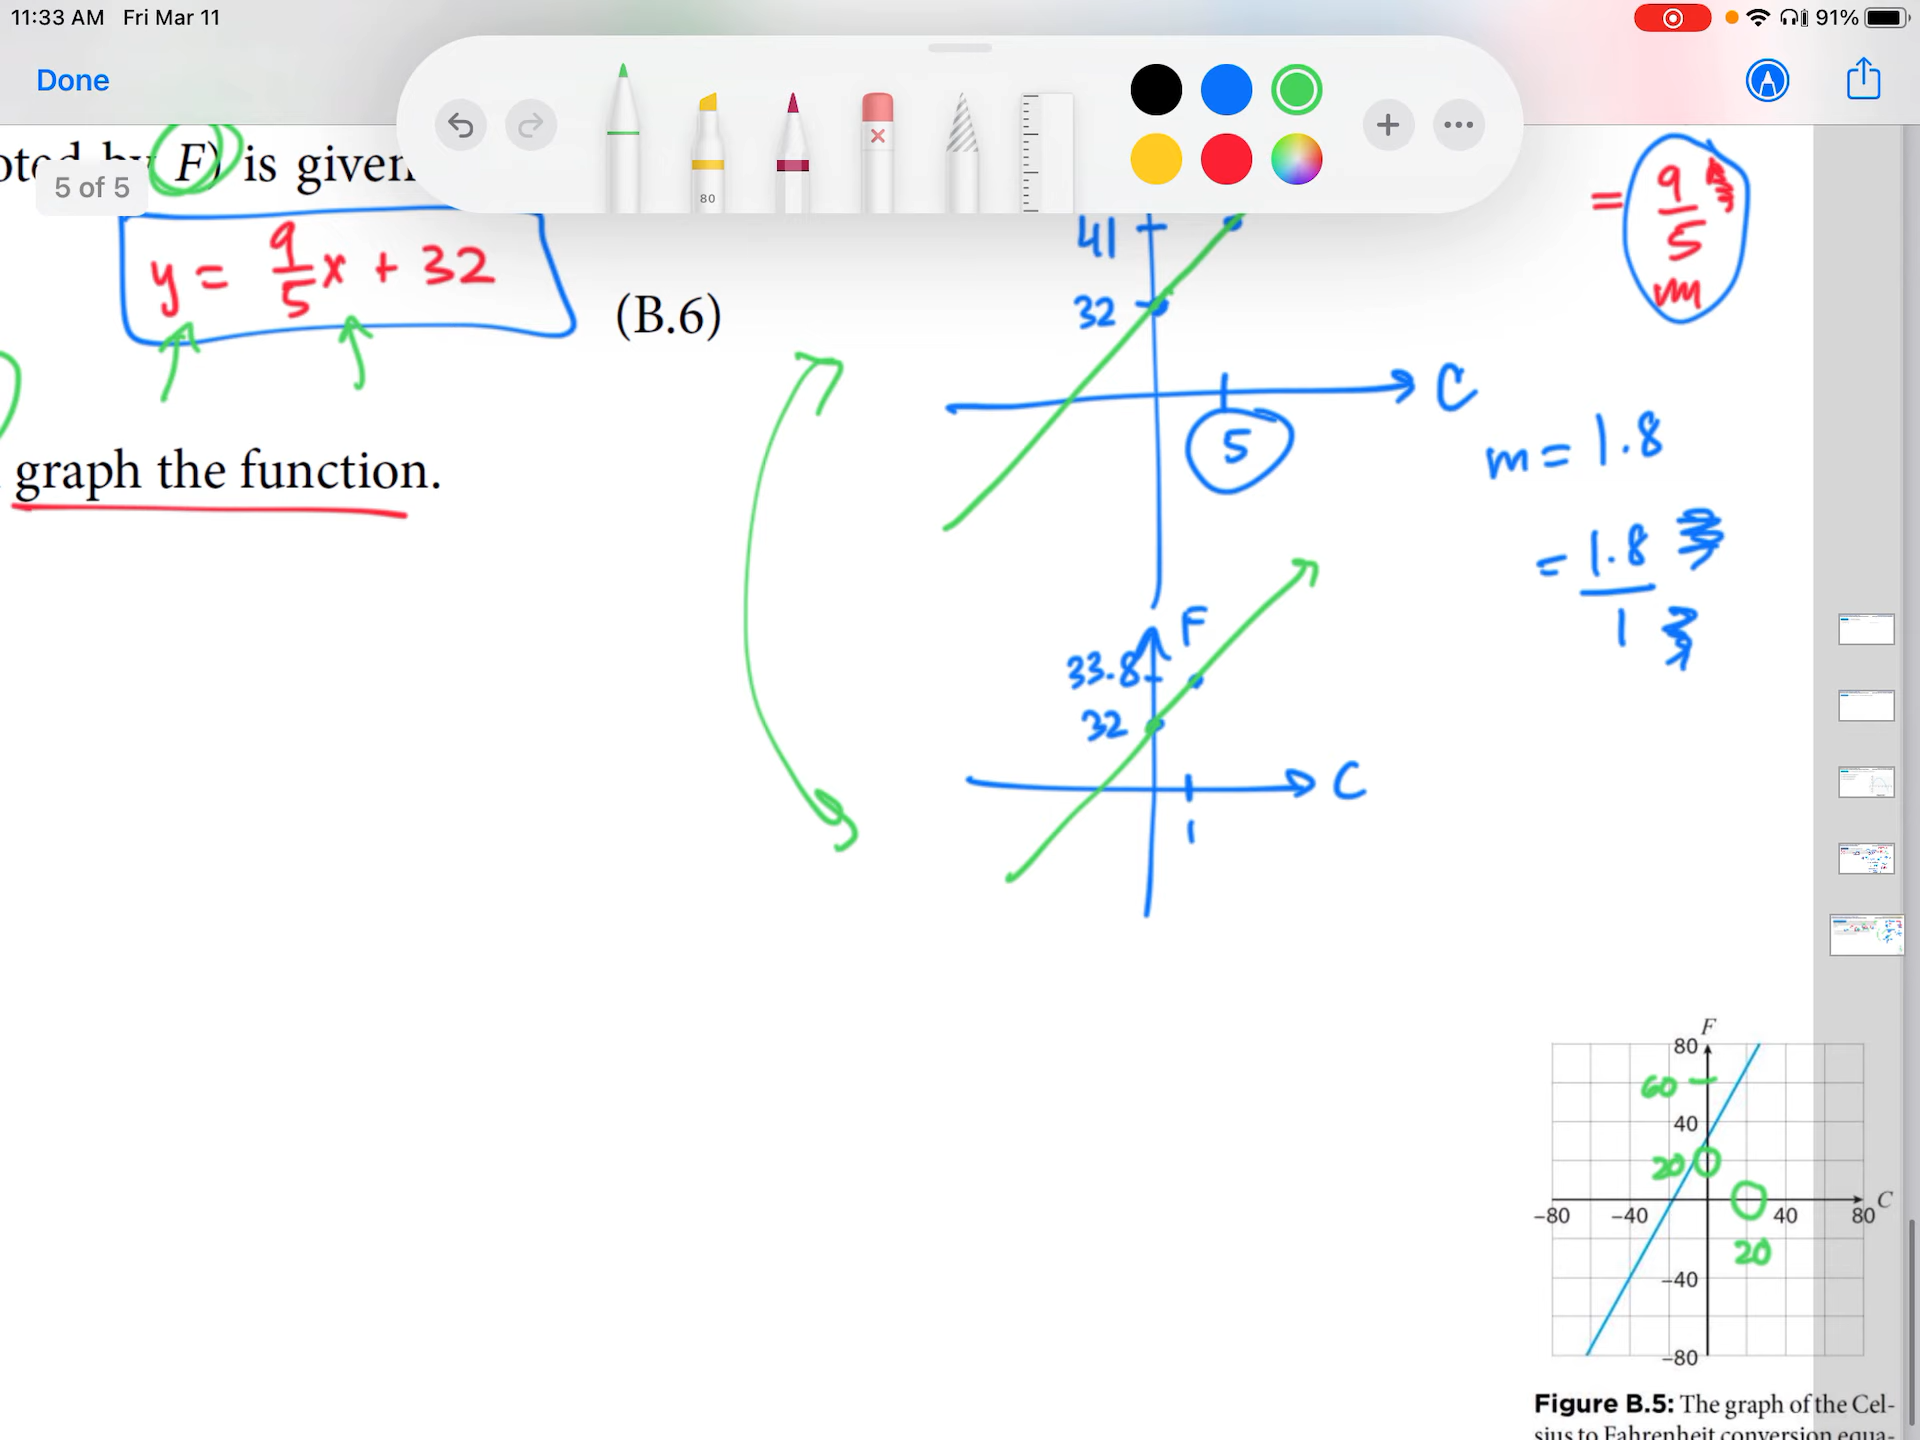 11:33 AM Fri Mar 11
91%
Done
5 of 5
80
F) is given
y = 9/5 x + 32
(B.6)
graph the function.
41
32
C
5
= 9/5
m
m = 1.8
= 1.8/1
F
33.8
32
C
1
F
80
60
40
20
C
-80
-40
40
80
20
-40
-80
Figure B.5: The graph of the Cel-
sius to Fahrenheit conversion equa-